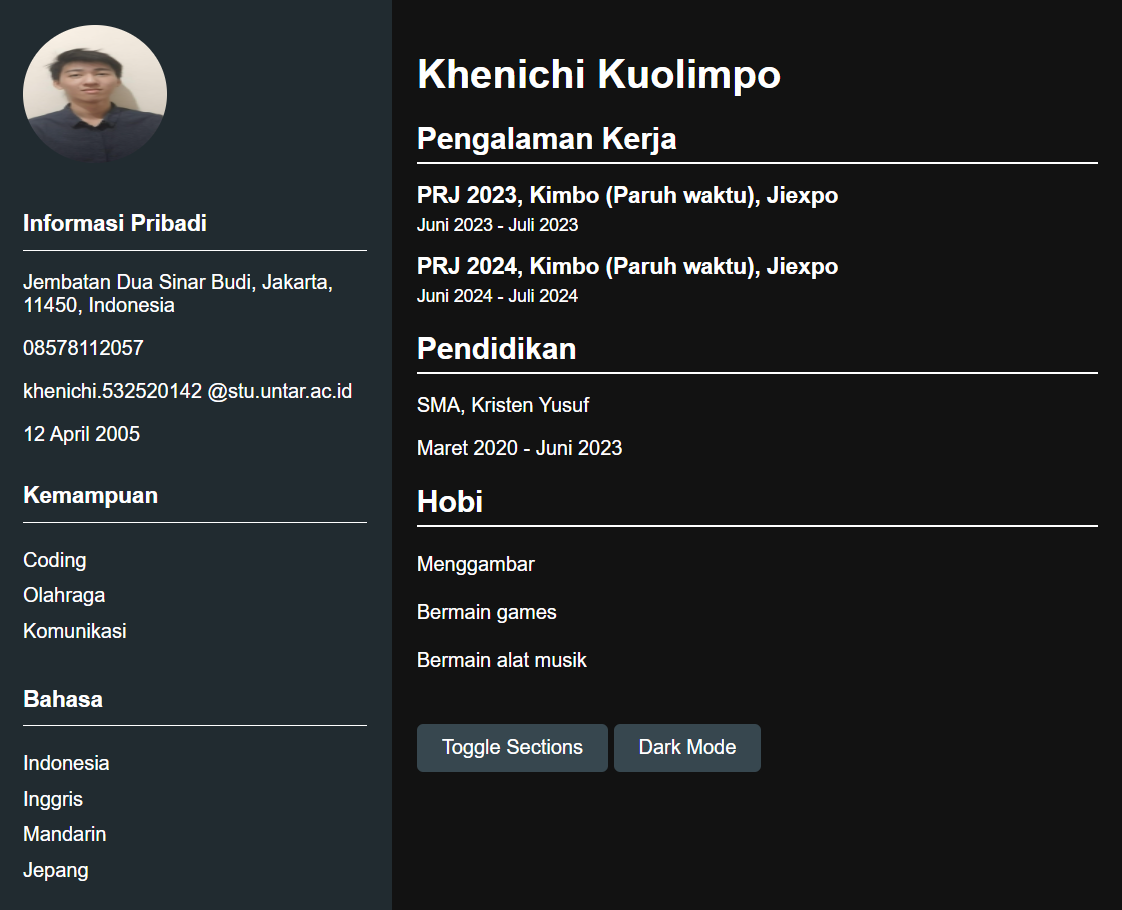 Informasi Pribadi
Jembatan Dua Sinar Budi, Jakarta,
11450, Indonesia
08578112057
khenichi.532520142 @stu.untar.ac.id
12 April 2005
Kemampuan
Coding
Olahraga
Komunikasi
Bahasa
Indonesia
Inggris
Mandarin
Jepang
Khenichi Kuolimpo
Pengalaman Kerja
PRJ 2023, Kimbo (Paruh waktu), Jiexpo
Juni 2023 - Juli 2023
PRJ 2024, Kimbo (Paruh waktu), Jiexpo
Juni 2024 - Juli 2024
Pendidikan
SMA, Kristen Yusuf
Maret 2020 - Juni 2023
Hobi
Menggambar
Bermain games
Bermain alat musik
Toggle Sections
Dark Mode